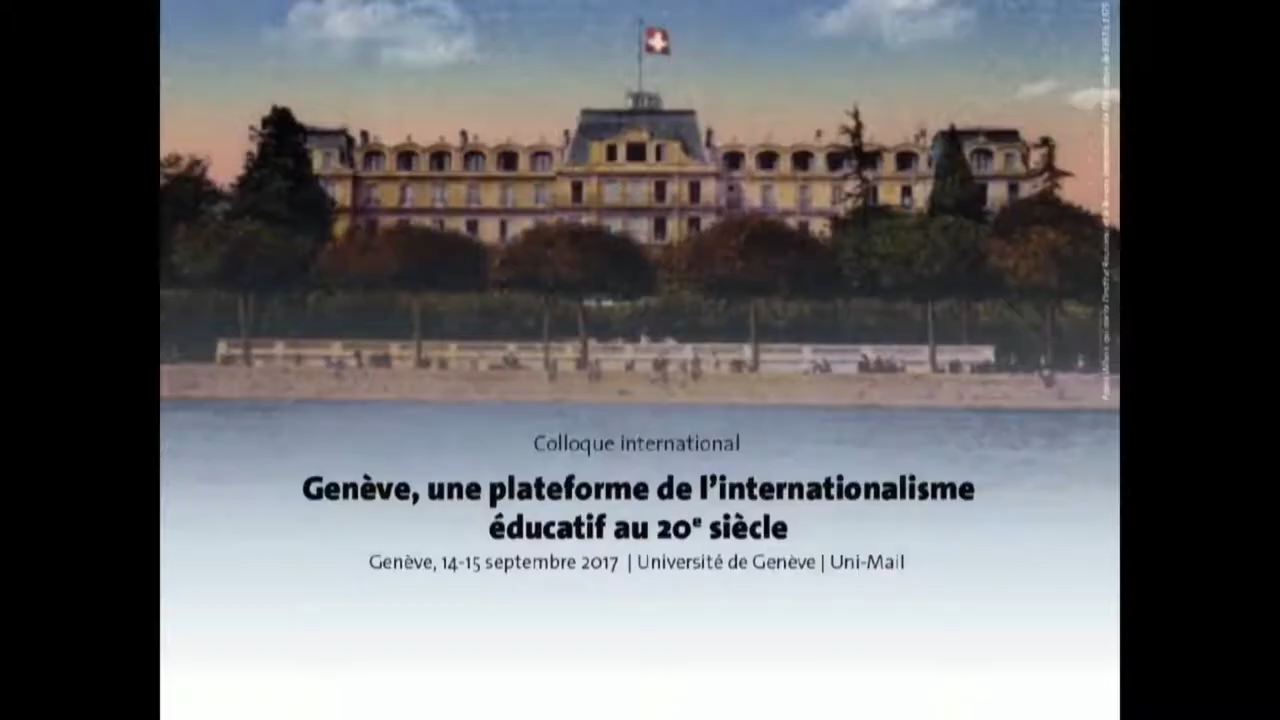 Colloque international
Genève, une plateforme de l'internationalisme
éducatif au 20e siècle
Genève, 14-15 septembre 2017 | Université de Genève | Uni-Mail